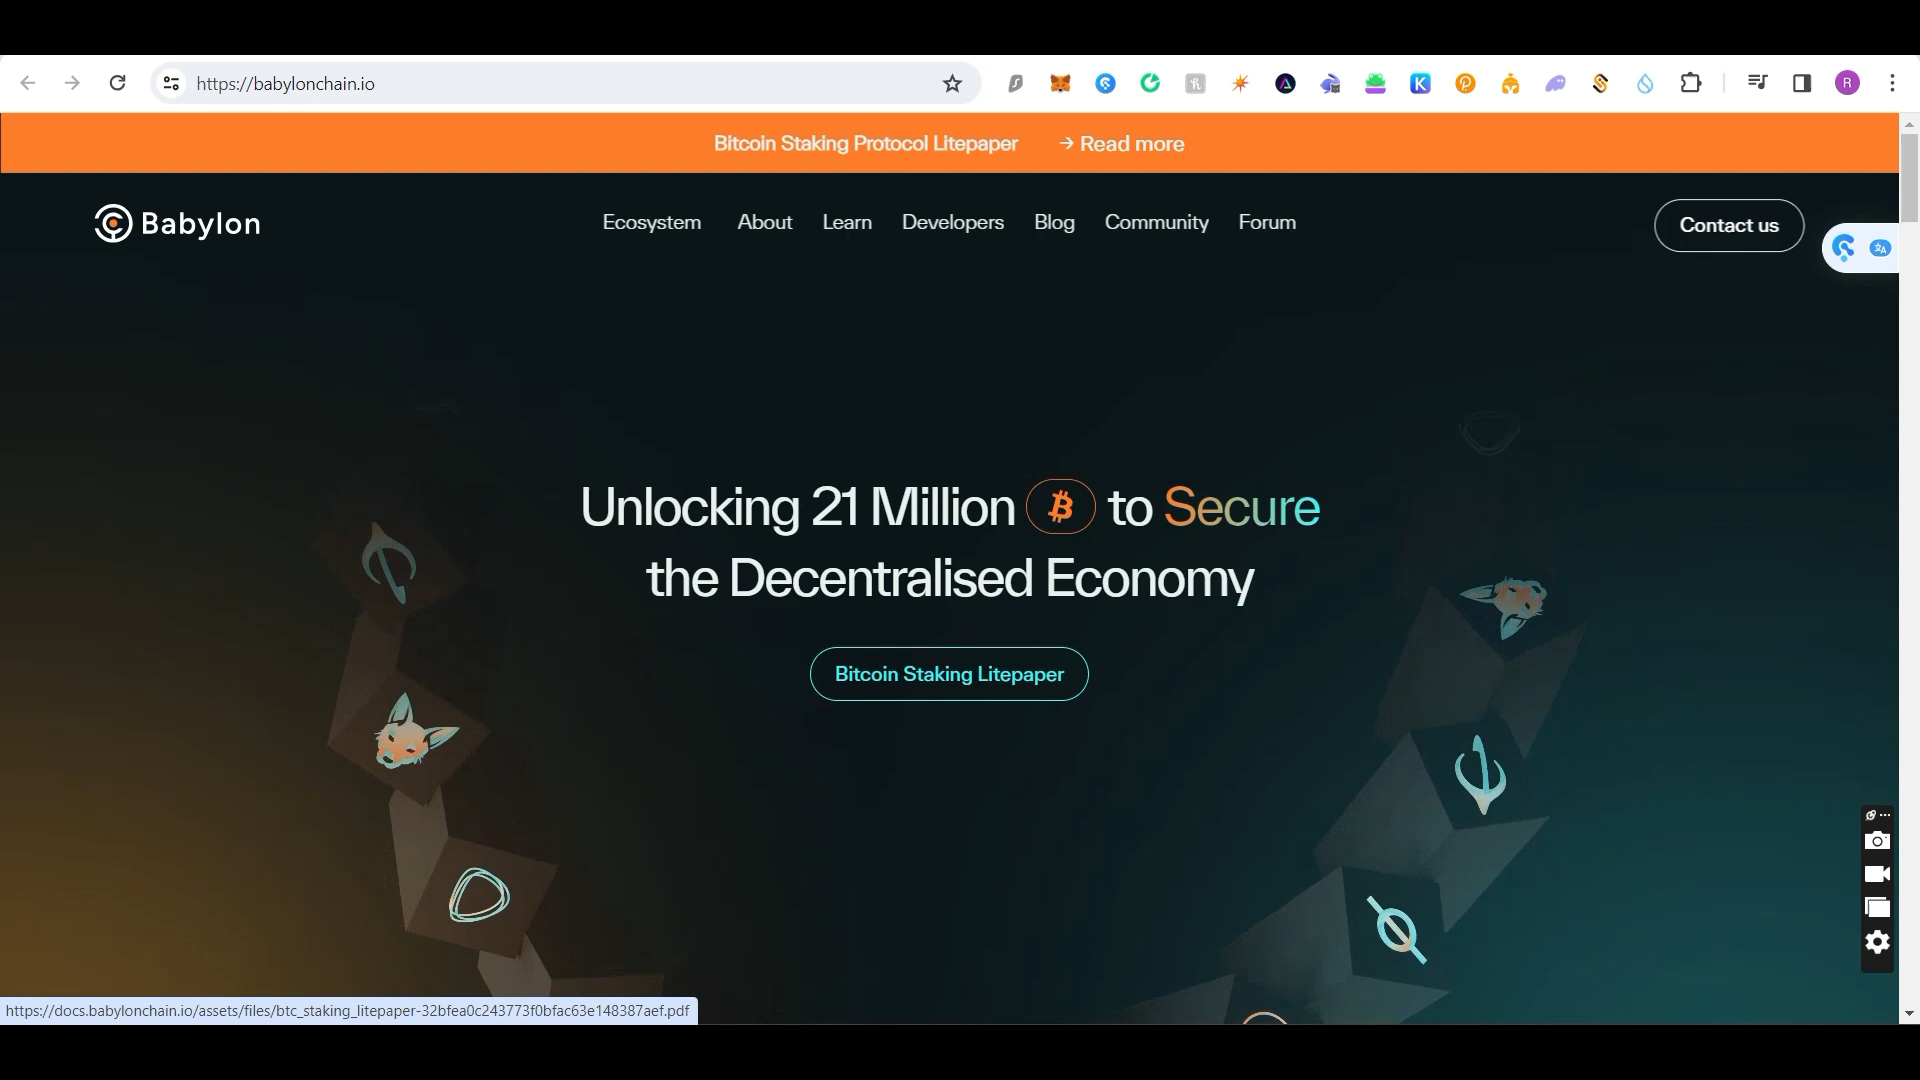 https://babylonchain.io
R
Bitcoin Staking Protocol Litepaper → Read more
Babylon
Ecosystem About Learn Developers Blog Community Forum
Contact us
Unlocking 21 Million ₿ to Secure
the Decentralised Economy
Bitcoin Staking Litepaper
https://docs.babylonchain.io/assets/files/btc_staking_litepaper-32bfea0c243773f0bfac63e148387aef.pdf